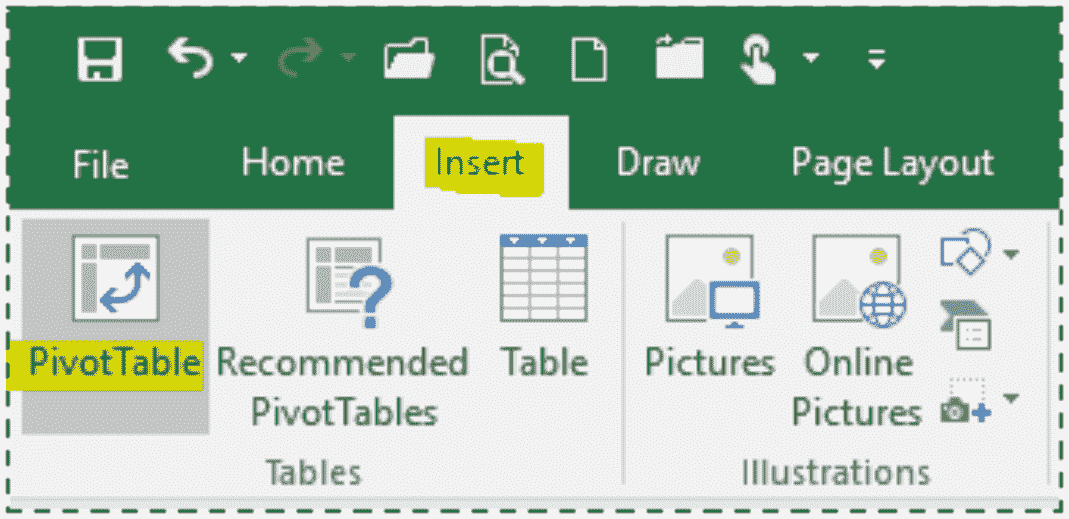 File Home Insert Draw Page Layout
PivotTable Recommended PivotTables Table Pictures Online Pictures
Tables Illustrations